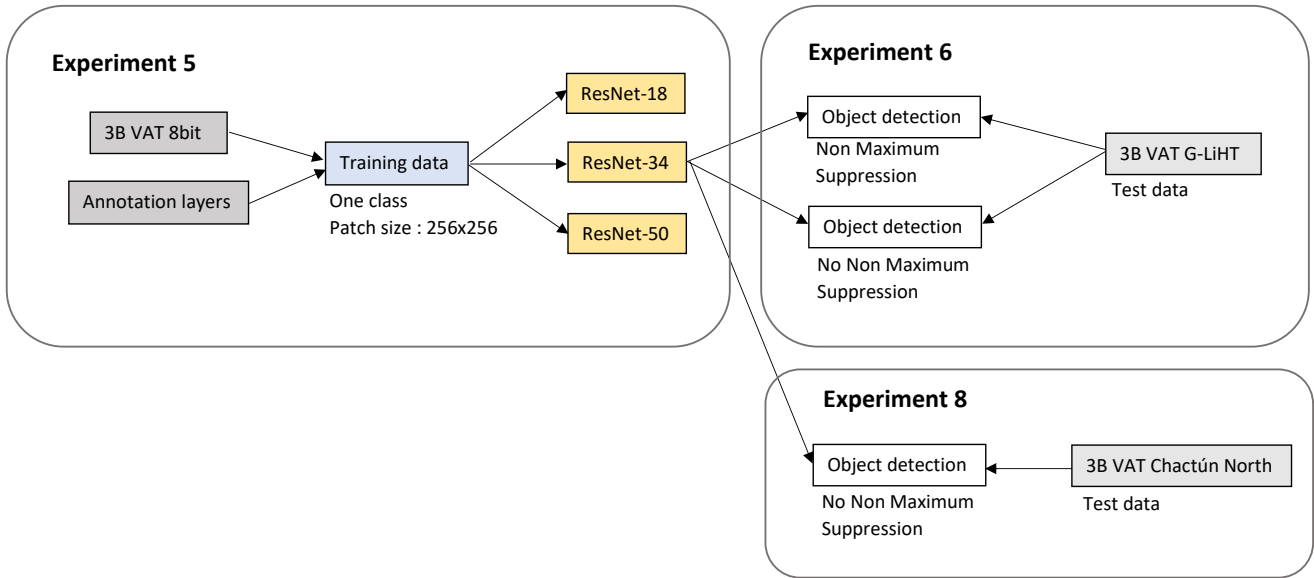 Experiment 5
3B VAT 8bit
Annotation layers
Training data
One class
Patch size : 256x256
ResNet-18
ResNet-34
ResNet-50
Experiment 6
Object detection
Non Maximum
Suppression
Object detection
No Non Maximum
Suppression
3B VAT G-LiHT
Test data
Experiment 8
Object detection
No Non Maximum
Suppression
3B VAT Chactún North
Test data